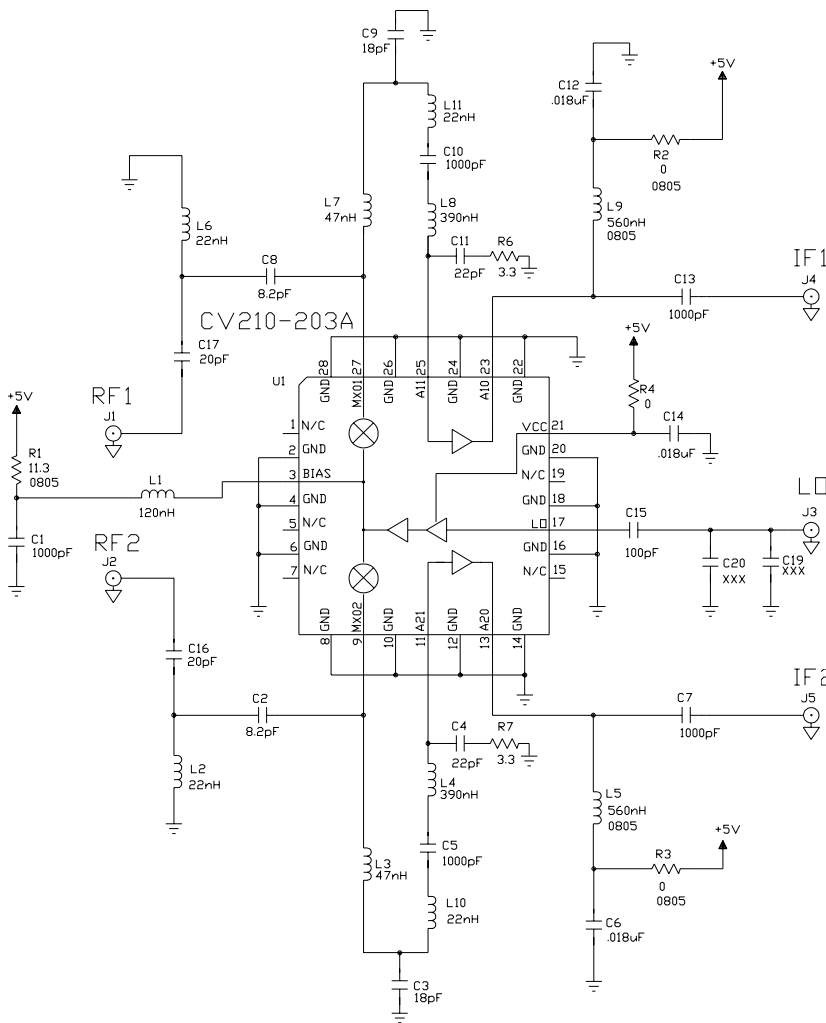 C9
18pF
C12
.018uF
+5V
L11
22nH
C10
1000pF
R2
0
0805
L7
47nH
L8
390nH
L9
560nH
0805
L6
22nH
C11
22pF
R6
3.3
C8
8.2pF
C13
1000pF
IF1
J4
CV210-203A
C17
20pF
+5V
R4
0
C14
.018uF
U1
GND 28
MX01 27
GND 26
A11 25
GND 24
A10 23
GND 22
RF1
J1
+5V
R1
11.3
0805
L1
120nH
C1
1000pF
1 N/C
2 GND
3 BIAS
4 GND
5 N/C
6 GND
7 N/C
VCC 21
GND 20
N/C 19
GND 18
LO 17
GND 16
N/C 15
LO
J3
C15
100pF
C20
XXX
C19
XXX
RF2
J2
8 GND
9 MX02
10 GND
11 A21
12 GND
13 A20
14 GND
C16
20pF
C2
8.2pF
L2
22nH
IF2
J5
C7
1000pF
C4
22pF
R7
3.3
L4
390nH
L5
560nH
0805
+5V
C5
1000pF
R3
0
0805
L3
47nH
L10
22nH
C6
.018uF
C3
18pF